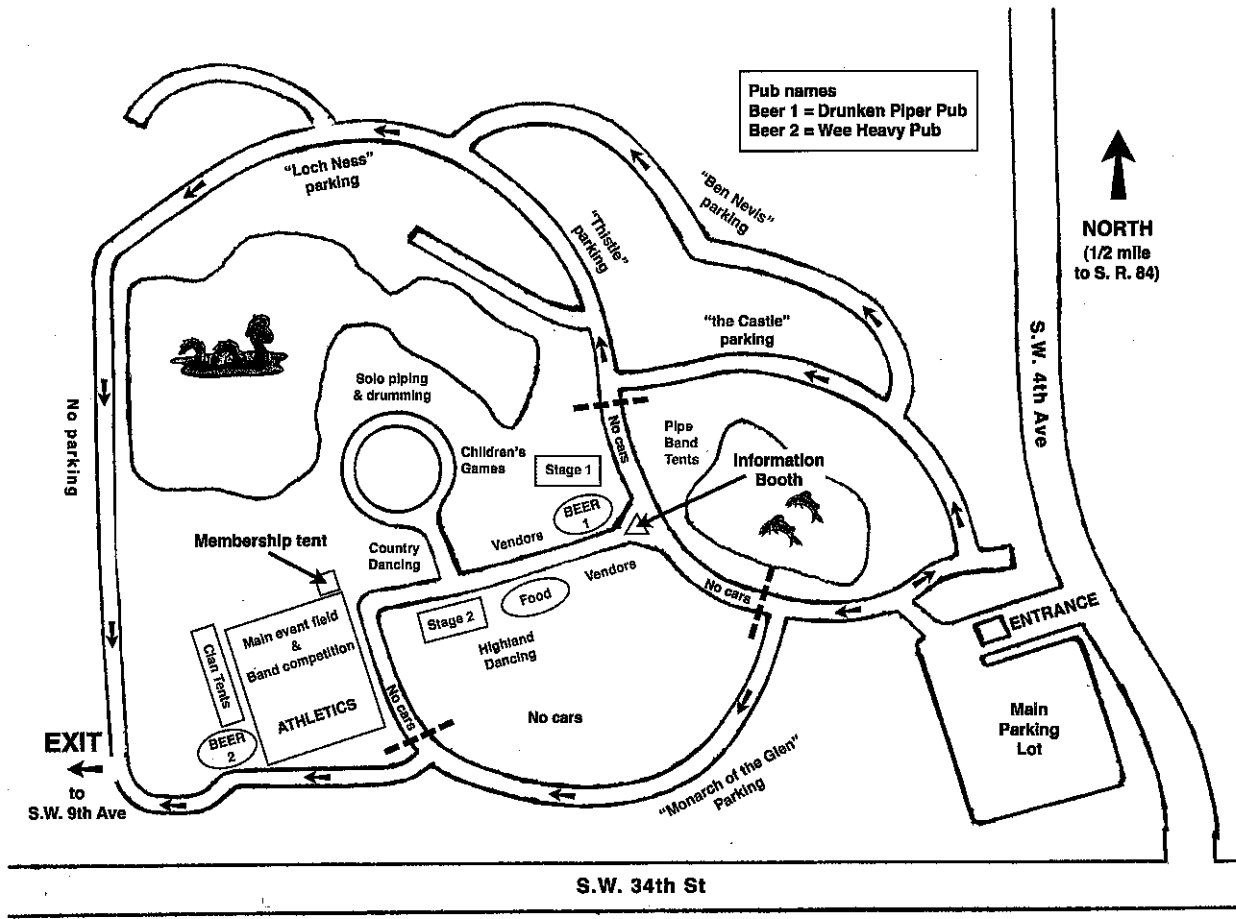 Pub names
Beer 1 = Drunken Piper Pub
Beer 2 = Wee Heavy Pub
"Loch Ness"
parking
"Ben Nevis"
parking
"Thistle"
parking
NORTH
(1/2 mile
to S. R. 84)
"the Castle"
parking
S.W. 4th Ave
Solo piping
& drumming
No parking
No cars
Pipe
Band
Tents
Children's
Games
Stage 1
Information
Booth
BEER
1
Membership tent
Country
Dancing
Vendors
Vendors
No cars
Food
Stage 2
ENTRANCE
Main event field
&
Band competition
Highland
Dancing
Clan Tents
ATHLETICS
No cars
No cars
Main
Parking
Lot
BEER
2
EXIT
to
S.W. 9th Ave
"Monarch of the Glen"
Parking
S.W. 34th St